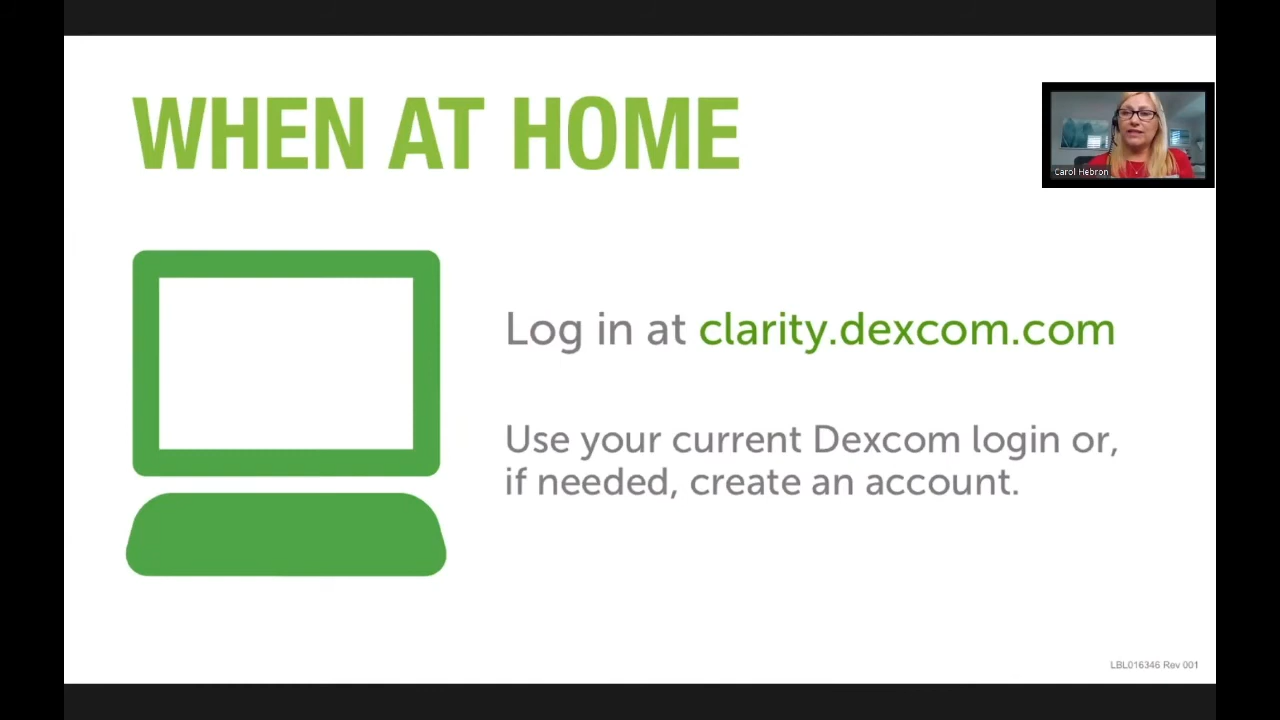 WHEN AT HOME
Carol Hebron
Log in at clarity.dexcom.com
Use your current Dexcom login or,
if needed, create an account.
LBL016346 Rev 001